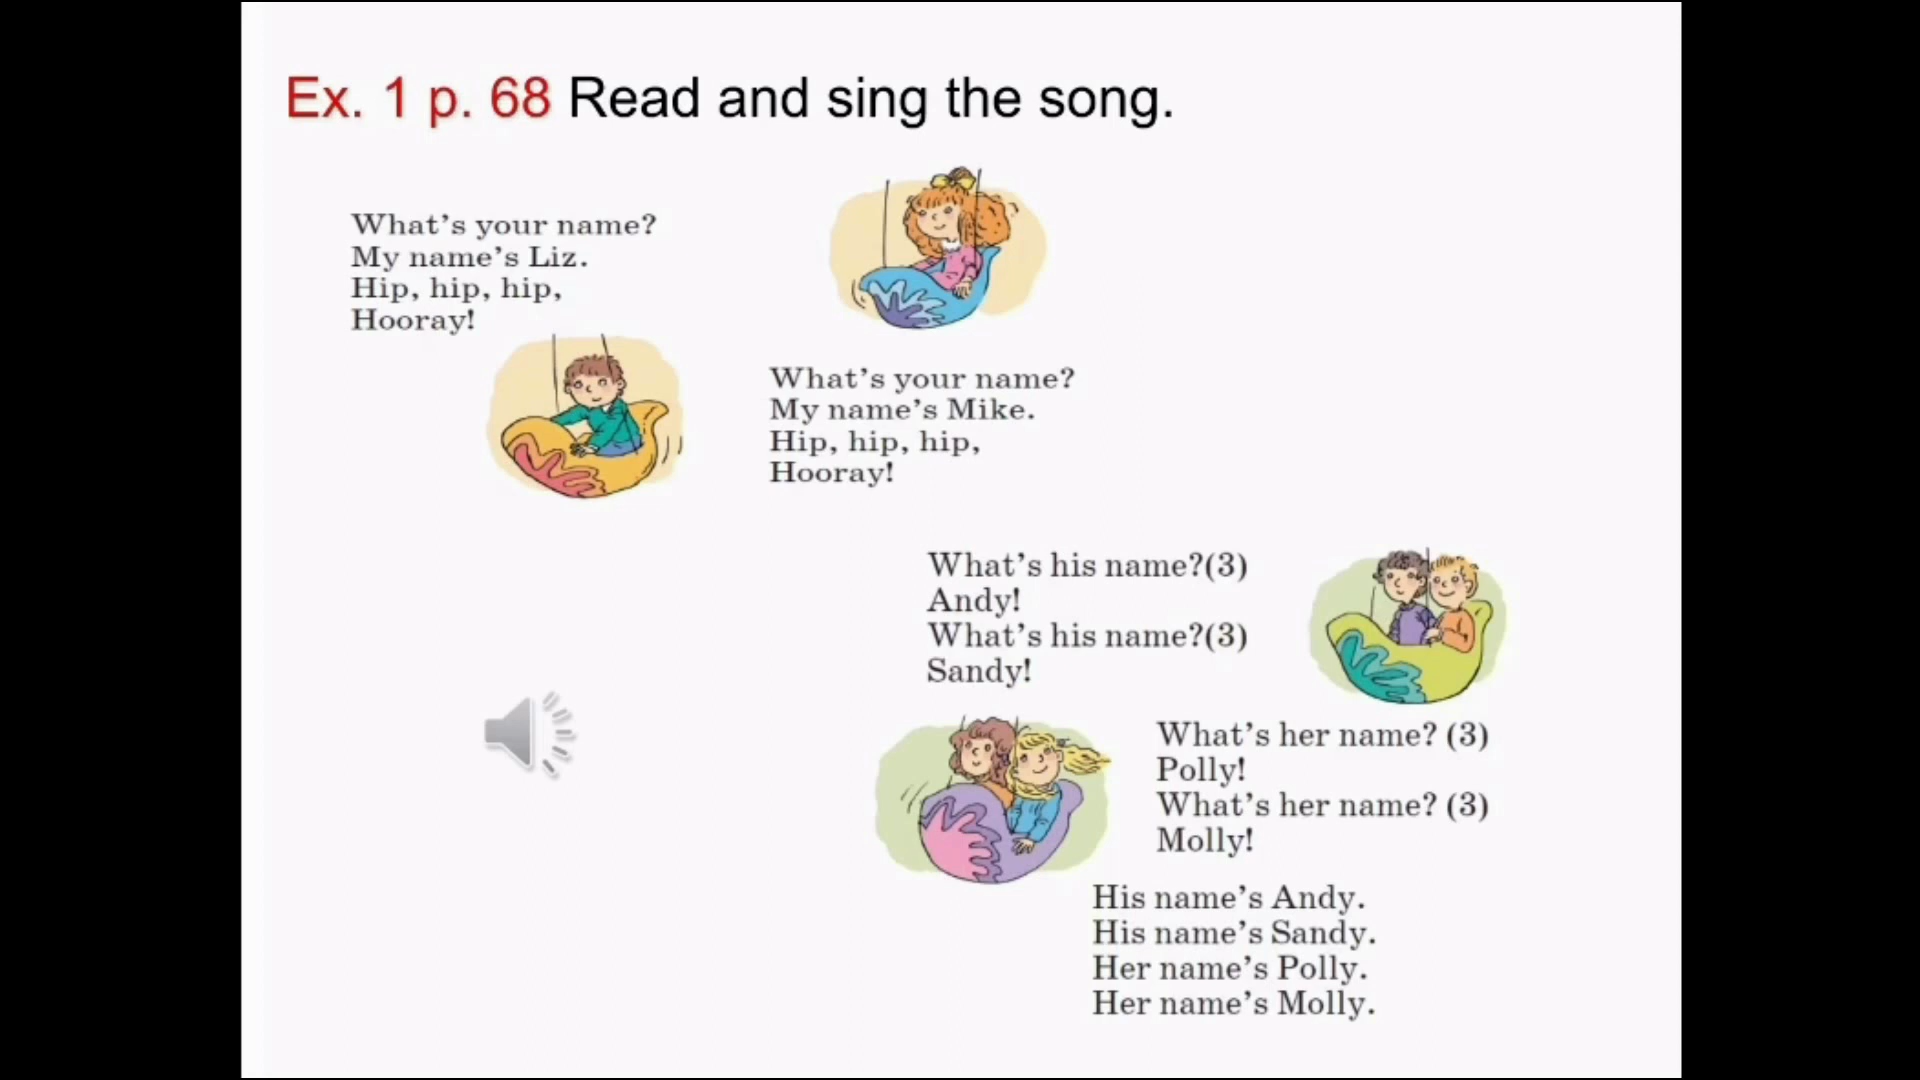 Ex. 1 p. 68 Read and sing the song.
What's your name?
My name's Liz.
Hip, hip, hip,
Hooray!
What's your name?
My name's Mike.
Hip, hip, hip,
Hooray!
What's his name?(3)
Andy!
What's his name?(3)
Sandy!
What's her name? (3)
Polly!
What's her name? (3)
Molly!
His name's Andy.
His name's Sandy.
Her name's Polly.
Her name's Molly.